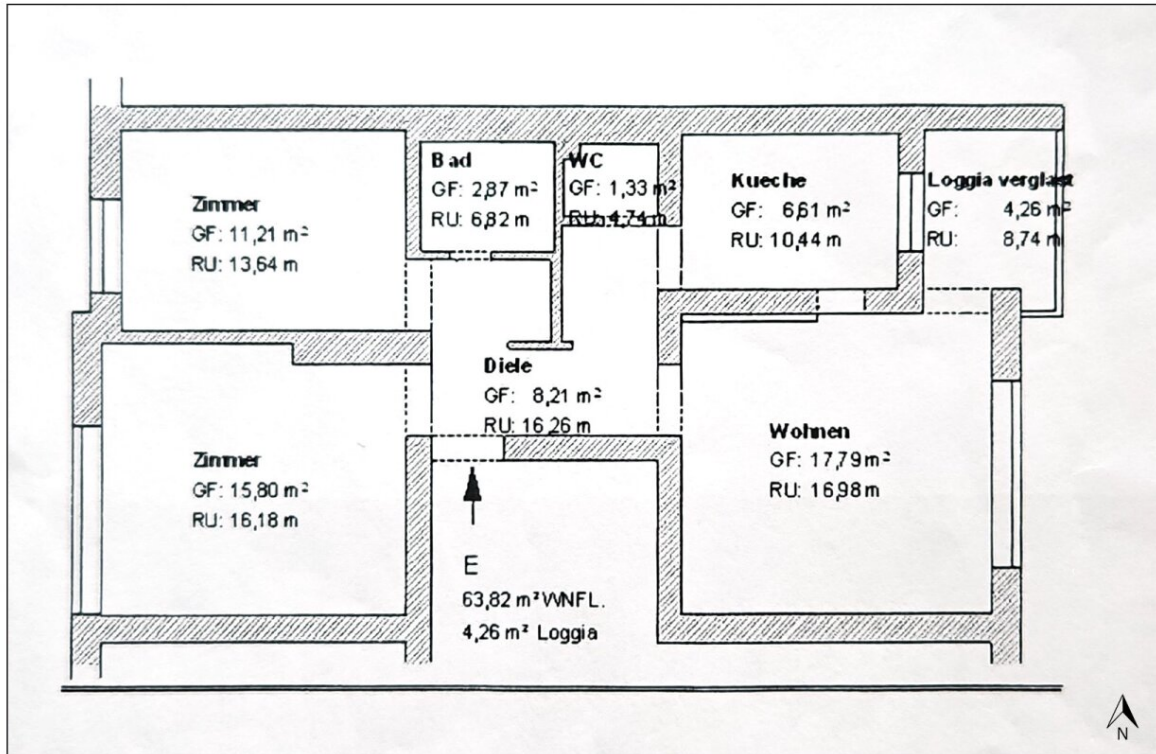 Zimmer
GF: 11,21 m²
RU: 13,64 m
Bad
GF: 2,87 m²
RU: 6,82 m
WC
GF: 1,33 m²
RU: 4,74 m
Kueche
GF: 6,61 m²
RU: 10,44 m
Loggia verglast
GF: 4,26 m²
RU: 8,74 m
Diele
GF: 8,21 m²
RU: 16,26 m
Zimmer
GF: 15,80 m²
RU: 16,18 m
Wohnen
GF: 17,79 m²
RU: 16,98 m
E
63,82 m² WNFL.
4,26 m² Loggia
N